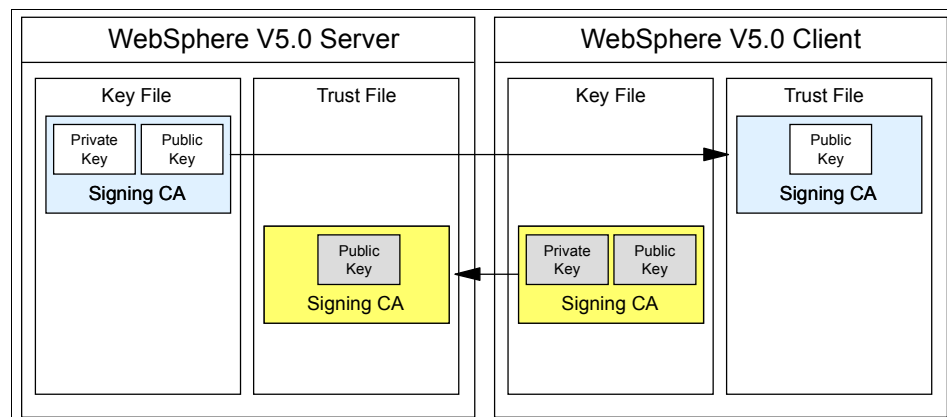 WebSphere V5.0 Server
WebSphere V5.0 Client
Key File
Trust File
Key File
Trust File
Private
Key
Public
Key
Signing CA
Public
Key
Signing CA
Public
Key
Signing CA
Private
Key
Public
Key
Signing CA